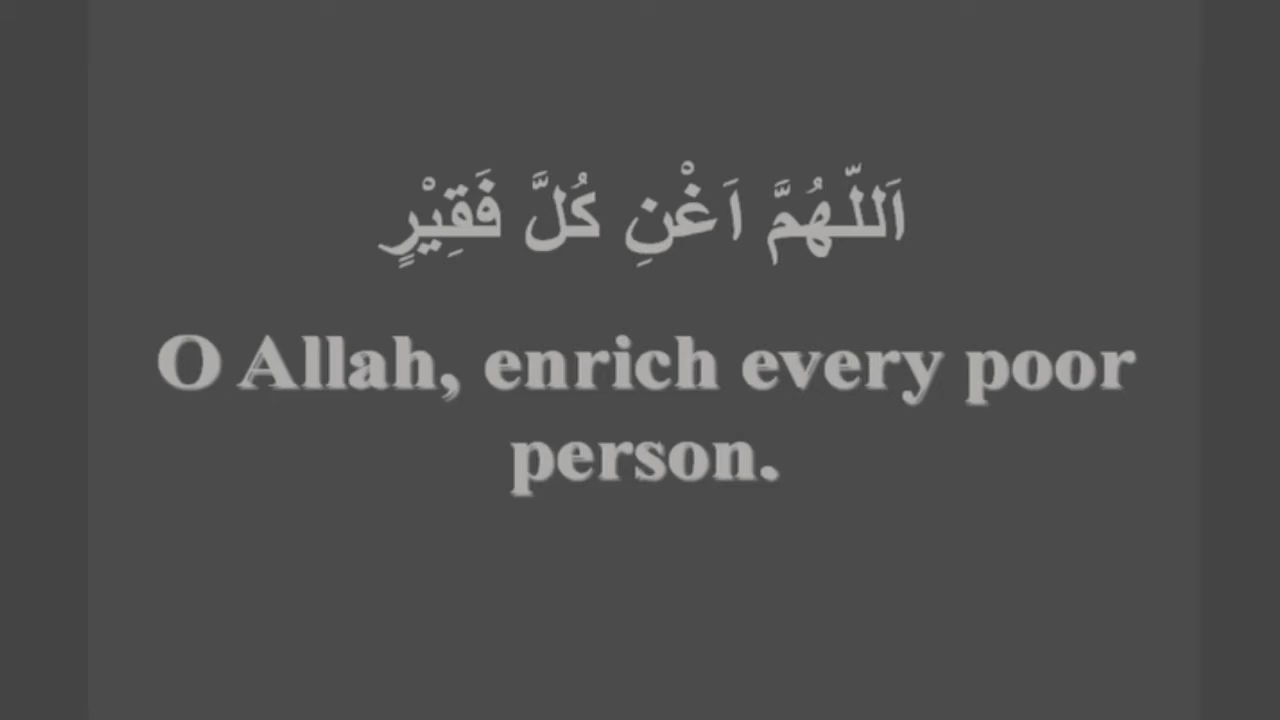 اَللّٰهُمَّ اَغْنِ كُلَّ فَقِيْرٍ
O Allah, enrich every poor
person.